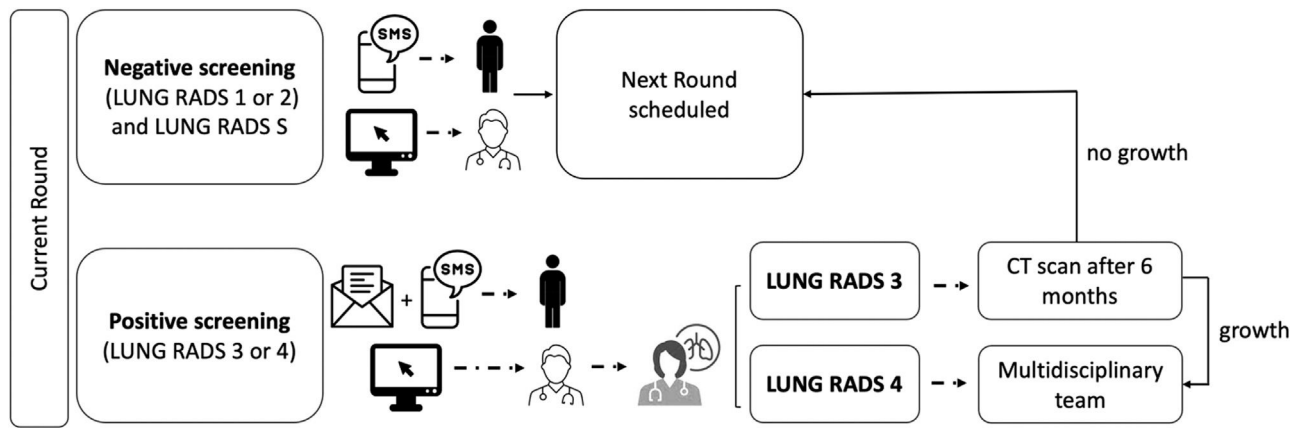 Current Round
Negative screening
(LUNG RADS 1 or 2)
and LUNG RADS S
SMS
Next Round
scheduled
no growth
Positive screening
(LUNG RADS 3 or 4)
+
SMS
LUNG RADS 3
CT scan after 6
months
growth
LUNG RADS 4
Multidisciplinary
team